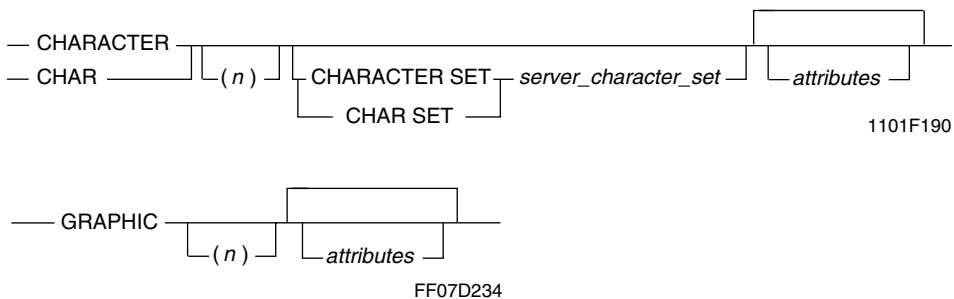 CHARACTER
CHAR
( n )
CHARACTER SET
CHAR SET
server_character_set
attributes
1101F190
GRAPHIC
( n )
attributes
FF07D234